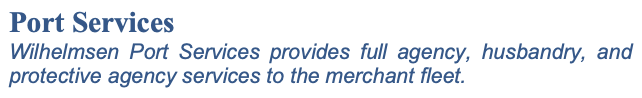 Port Services
Wilhelmsen Port Services provides full agency, husbandry, and
protective agency services to the merchant fleet.